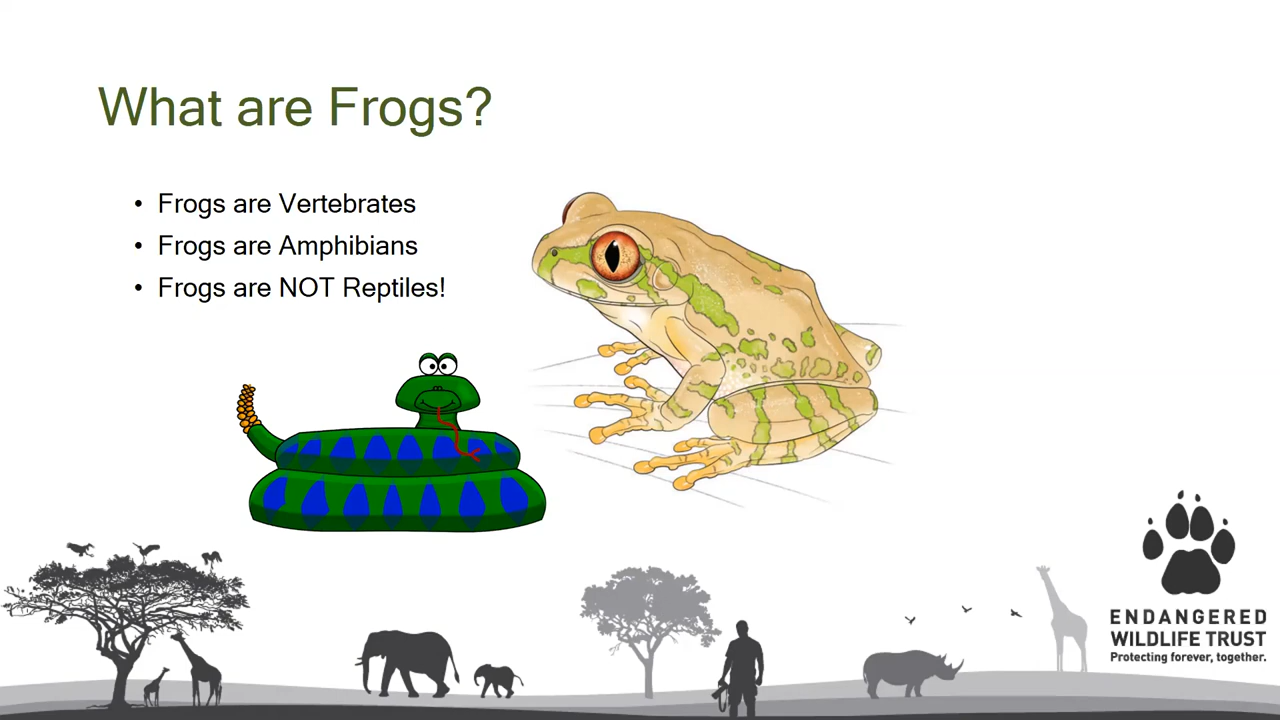 What are Frogs?
• Frogs are Vertebrates
• Frogs are Amphibians
• Frogs are NOT Reptiles!
ENDANGERED
WILDLIFE TRUST
Protecting forever, together.